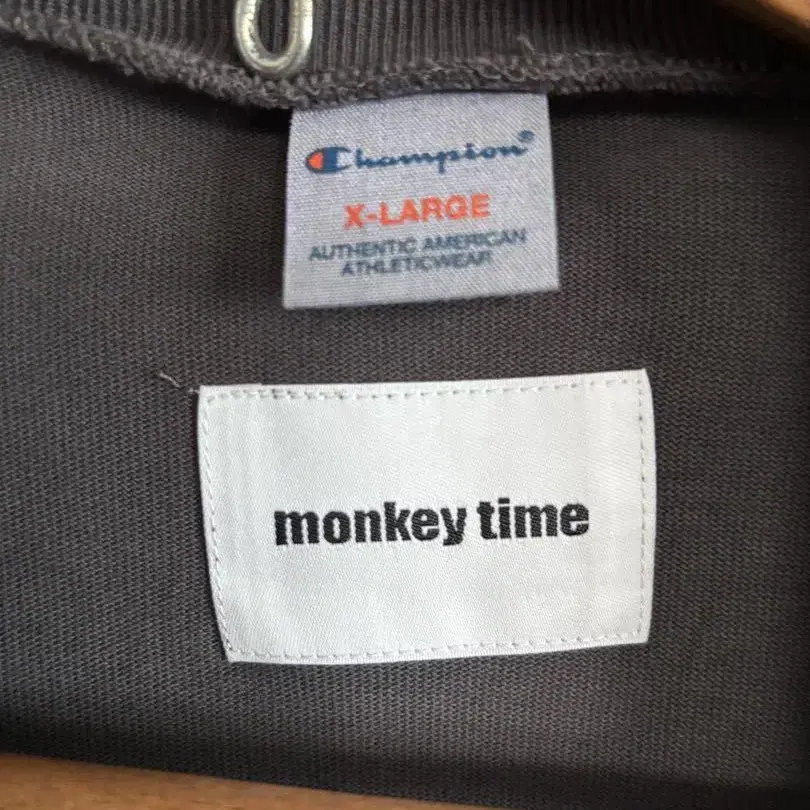 Champion®
X-LARGE
AUTHENTIC AMERICAN
ATHLETICWEAR
monkey time